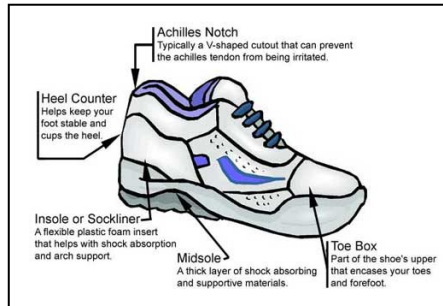 Achilles Notch
Typically a V-shaped cutout that can prevent
the achilles tendon from being irritated.
Heel Counter
Helps keep your
foot stable and
cups the heel.
Insole or Sockliner
A flexible plastic foam insert
that helps with shock absorption
and arch support.
Midsole
A thick layer of shock absorbing
and supportive materials.
Toe Box
Part of the shoe's upper
that encases your toes
and forefoot.